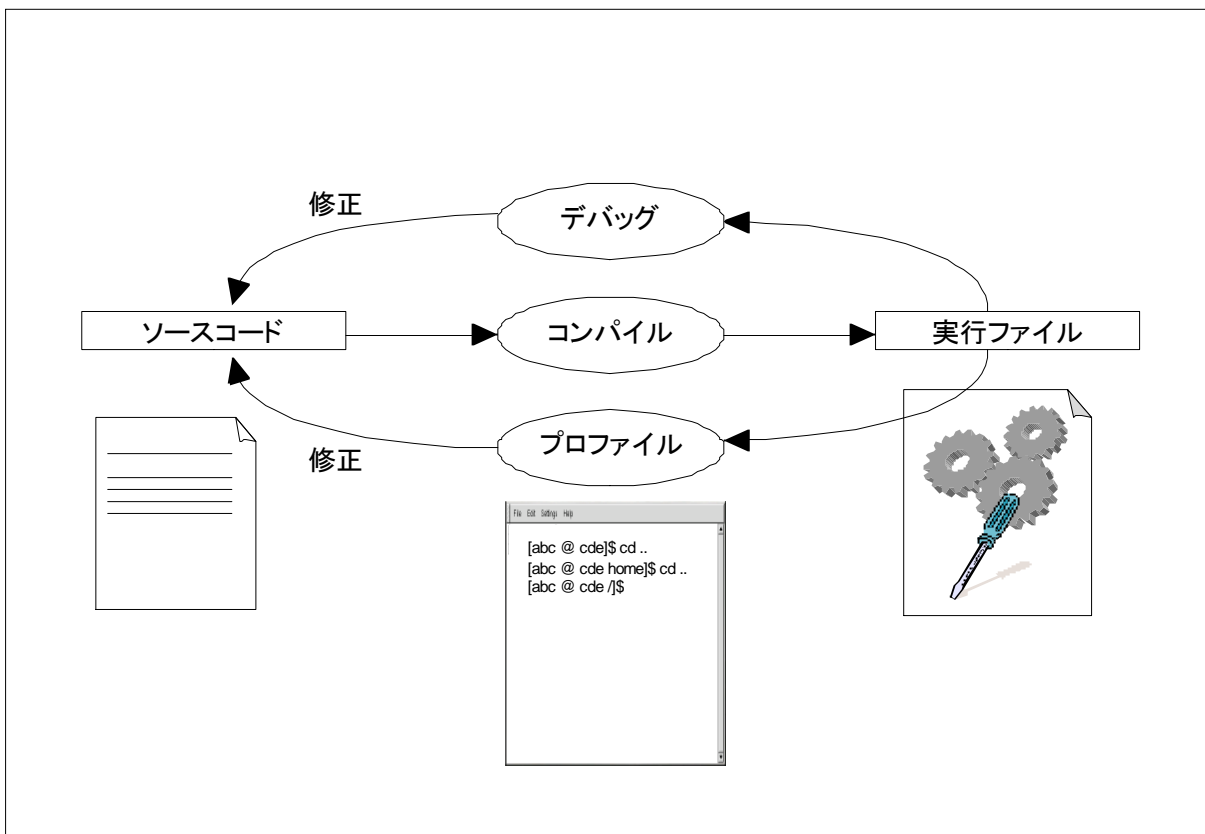 デバッグ
修正
ソースコード
コンパイル
実行ファイル
プロファイル
修正
File Edit Settings Help
[abc @ cde]$ cd ..
[abc @ cde home]$ cd ..
[abc @ cde /]$